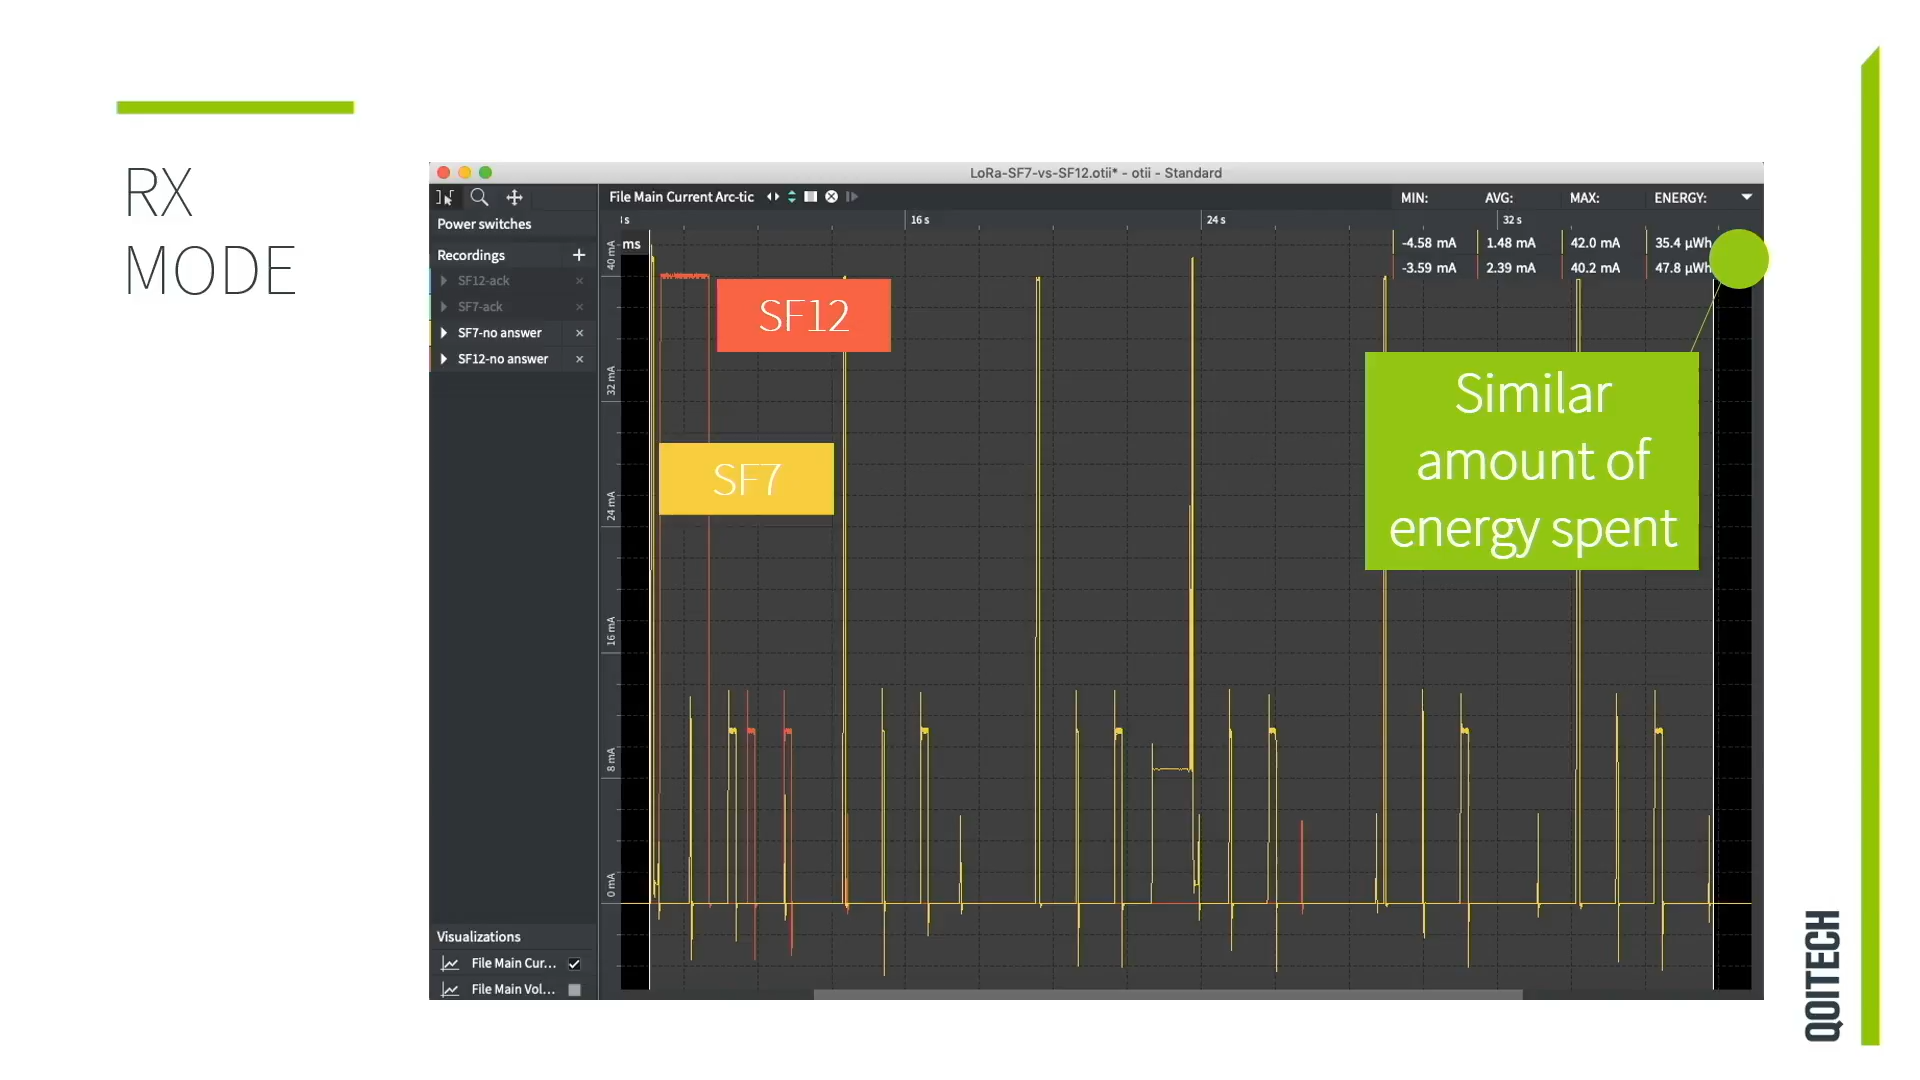 RX
MODE
LoRa-SF7-vs-SF12.otii* - otii - Standard
File Main Current Arc-tic
MIN:
AVG:
MAX:
ENERGY:
Power switches
16 s
24 s
32 s
Recordings
+
ms
-4.58 mA
1.48 mA
42.0 mA
35.4 µWh
-3.59 mA
2.39 mA
40.2 mA
47.8 µWh
SF12-ack
SF7-ack
SF7-no answer
SF12-no answer
40 mA
32 mA
24 mA
16 mA
8 mA
0 mA
SF12
SF7
Similar
amount of
energy spent
Visualizations
File Main Cur...
File Main Vol...
QOITECH